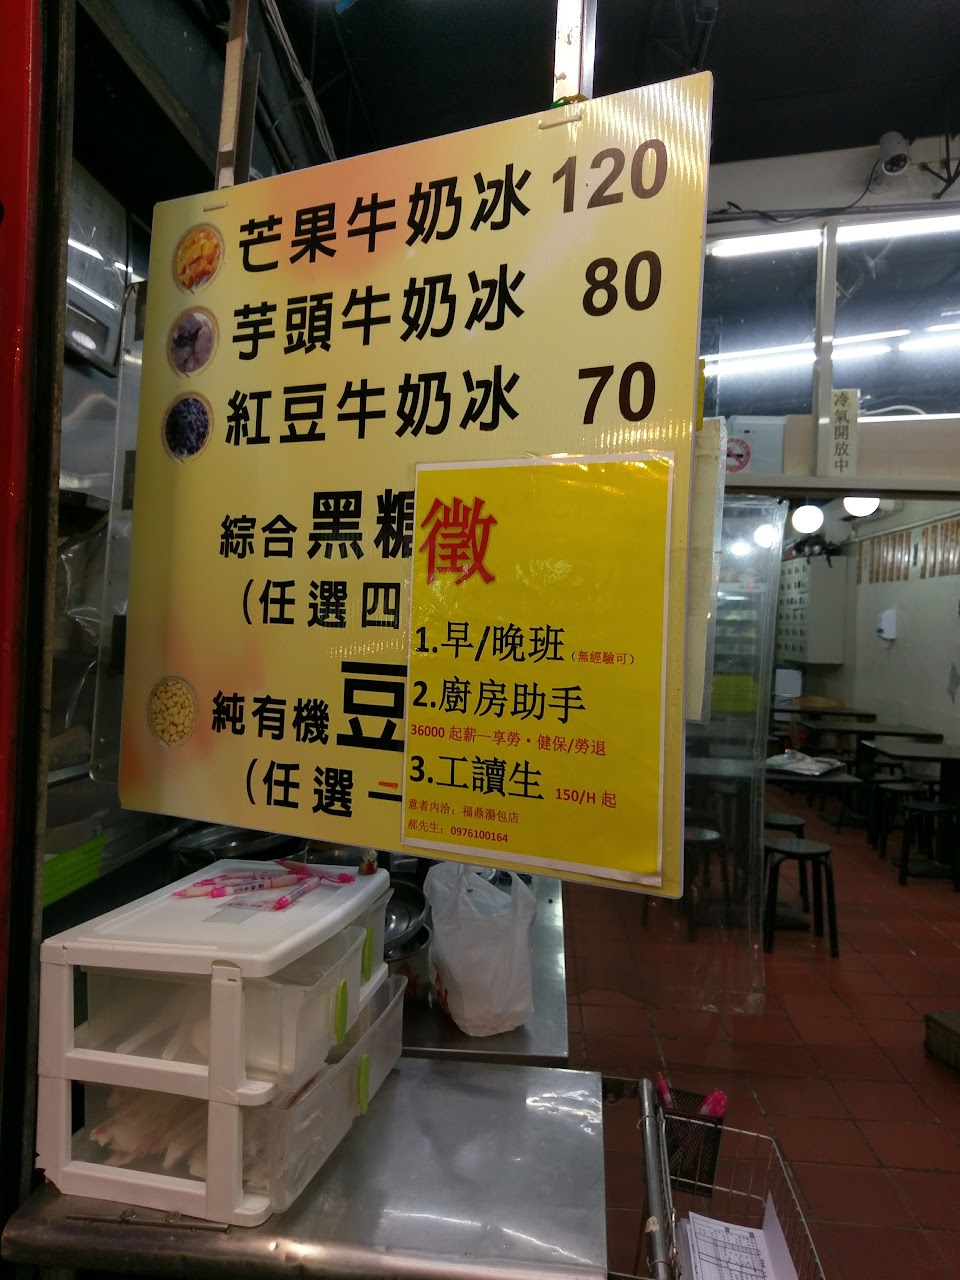 芒果牛奶冰 120
芋頭牛奶冰 80
紅豆牛奶冰 70
綜合黑糖
(任選四
純有機豆
(任選一
徵
1.早/晚班(無經驗可)
2.廚房助手
36000 起薪—享勞・健保/勞退
3.工讀生 150/H 起
意者內洽：福鼎湯包店
郝先生：0976100164
冷氣開放中